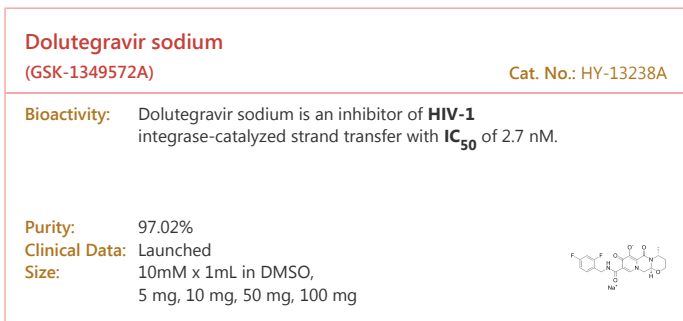 Dolutegravir sodium
(GSK-1349572A)
Cat. No.: HY-13238A
Bioactivity: Dolutegravir sodium is an inhibitor of HIV-1
integrase-catalyzed strand transfer with IC50 of 2.7 nM.
Purity: 97.02%
Clinical Data: Launched
Size: 10mM x 1mL in DMSO,
5 mg, 10 mg, 50 mg, 100 mg
F
F
H
N
O
O
O-
O
N
N
H
O
Na+